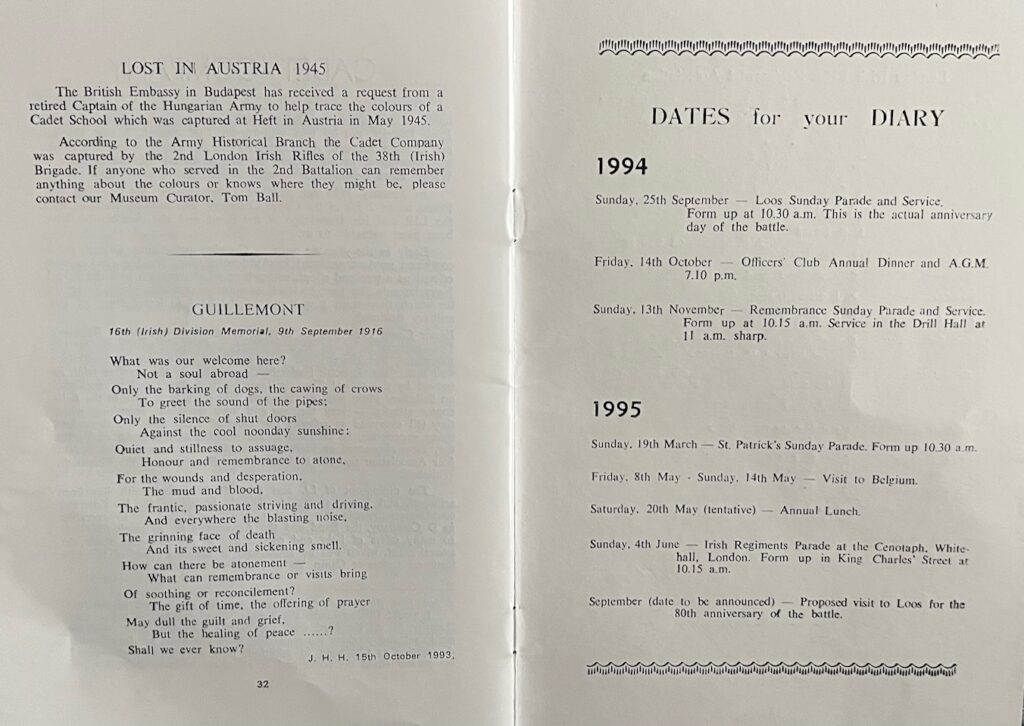 LOST IN AUSTRIA 1945
The British Embassy in Budapest has received a request from a
retired Captain of the Hungarian Army to help trace the colours of a
Cadet School which was captured at Heft in Austria in May 1945.
According to the Army Historical Branch the Cadet Company
was captured by the 2nd London Irish Rifles of the 38th (Irish)
Brigade. If anyone who served in the 2nd Battalion can remember
anything about the colours or knows where they might be, please
contact our Museum Curator, Tom Ball.
GUILLEMONT
16th (Irish) Division Memorial, 9th September 1916
What was our welcome here?
Not a soul abroad —
Only the barking of dogs, the cawing of crows
To greet the sound of the pipes;
Only the silence of shut doors
Against the cool noonday sunshine;
Quiet and stillness to assuage,
Honour and remembrance to atone,
For the wounds and desperation,
The mud and blood,
The frantic, passionate striving and driving,
And everywhere the blasting noise,
The grinning face of death
And its sweet and sickening smell.
How can there be atonement —
What can remembrance or visits bring
Of soothing or reconcilement?
The gift of time, the offering of prayer
May dull the guilt and grief,
But the healing of peace ......?
Shall we ever know?
J. H. H. 15th October 1993.
32
DATES for your DIARY
1994
Sunday, 25th September — Loos Sunday Parade and Service.
Form up at 10.30 a.m. This is the actual anniversary
day of the battle.
Friday, 14th October — Officers' Club Annual Dinner and A.G.M.
7.10 p.m.
Sunday, 13th November — Remembrance Sunday Parade and Service.
Form up at 10.15 a.m. Service in the Drill Hall at
11 a.m. sharp.
1995
Sunday, 19th March — St. Patrick's Sunday Parade. Form up 10.30 a.m.
Friday, 8th May - Sunday, 14th May — Visit to Belgium.
Saturday, 20th May (tentative) — Annual Lunch.
Sunday, 4th June — Irish Regiments Parade at the Cenotaph, White-
hall, London. Form up in King Charles' Street at
10.15 a.m.
September (date to be announced) — Proposed visit to Loos for the
80th anniversary of the battle.